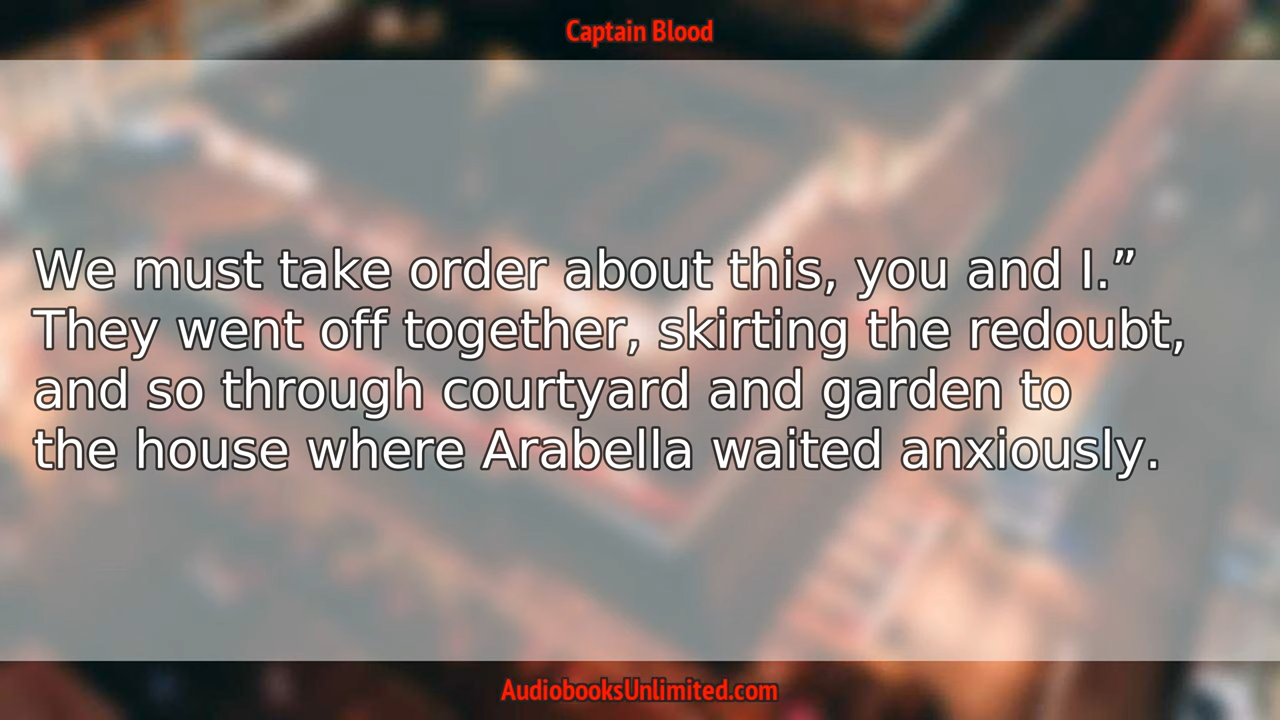 Captain Blood
We must take order about this, you and I.”
They went off together, skirting the redoubt,
and so through courtyard and garden to
the house where Arabella waited anxiously.
AudiobooksUnlimited.com